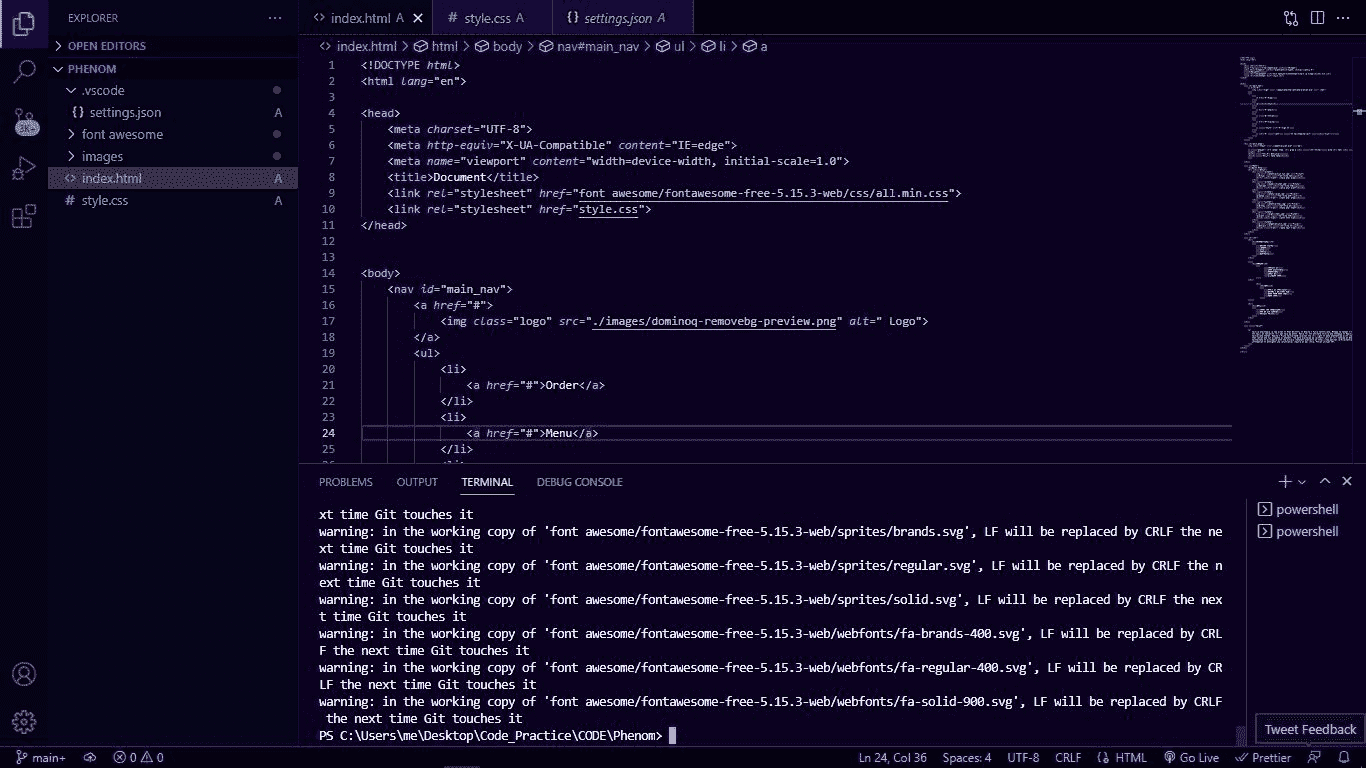 EXPLORER
OPEN EDITORS
PHENOM
.vscode
{} settings.json A
font awesome
images
<> index.html A
# style.css A
<> index.html A
# style.css A
{} settings.json A
<> index.html > html > body > nav#main_nav > ul > li > a
1 <!DOCTYPE html>
2 <html lang="en">
3
4 <head>
5 <meta charset="UTF-8">
6 <meta http-equiv="X-UA-Compatible" content="IE=edge">
7 <meta name="viewport" content="width=device-width, initial-scale=1.0">
8 <title>Document</title>
9 <link rel="stylesheet" href="font awesome/fontawesome-free-5.15.3-web/css/all.min.css">
10 <link rel="stylesheet" href="style.css">
11 </head>
12
13
14 <body>
15 <nav id="main_nav">
16 <a href="#">
17 <img class="logo" src="./images/dominoq-removebg-preview.png" alt=" Logo">
18 </a>
19 <ul>
20 <li>
21 <a href="#">Order</a>
22 </li>
23 <li>
24 <a href="#">Menu</a>
25 </li>
PROBLEMS OUTPUT TERMINAL DEBUG CONSOLE
xt time Git touches it
warning: in the working copy of 'font awesome/fontawesome-free-5.15.3-web/sprites/brands.svg', LF will be replaced by CRLF the ne
xt time Git touches it
warning: in the working copy of 'font awesome/fontawesome-free-5.15.3-web/sprites/regular.svg', LF will be replaced by CRLF the n
ext time Git touches it
warning: in the working copy of 'font awesome/fontawesome-free-5.15.3-web/sprites/solid.svg', LF will be replaced by CRLF the nex
t time Git touches it
warning: in the working copy of 'font awesome/fontawesome-free-5.15.3-web/webfonts/fa-brands-400.svg', LF will be replaced by CRL
F the next time Git touches it
warning: in the working copy of 'font awesome/fontawesome-free-5.15.3-web/webfonts/fa-regular-400.svg', LF will be replaced by CR
LF the next time Git touches it
warning: in the working copy of 'font awesome/fontawesome-free-5.15.3-web/webfonts/fa-solid-900.svg', LF will be replaced by CRLF
 the next time Git touches it
PS C:\Users\me\Desktop\Code_Practice\CODE\Phenom>
powershell
powershell
Tweet Feedback
main+ 0 0 Ln 24, Col 36 Spaces: 4 UTF-8 CRLF {} HTML Go Live Prettier